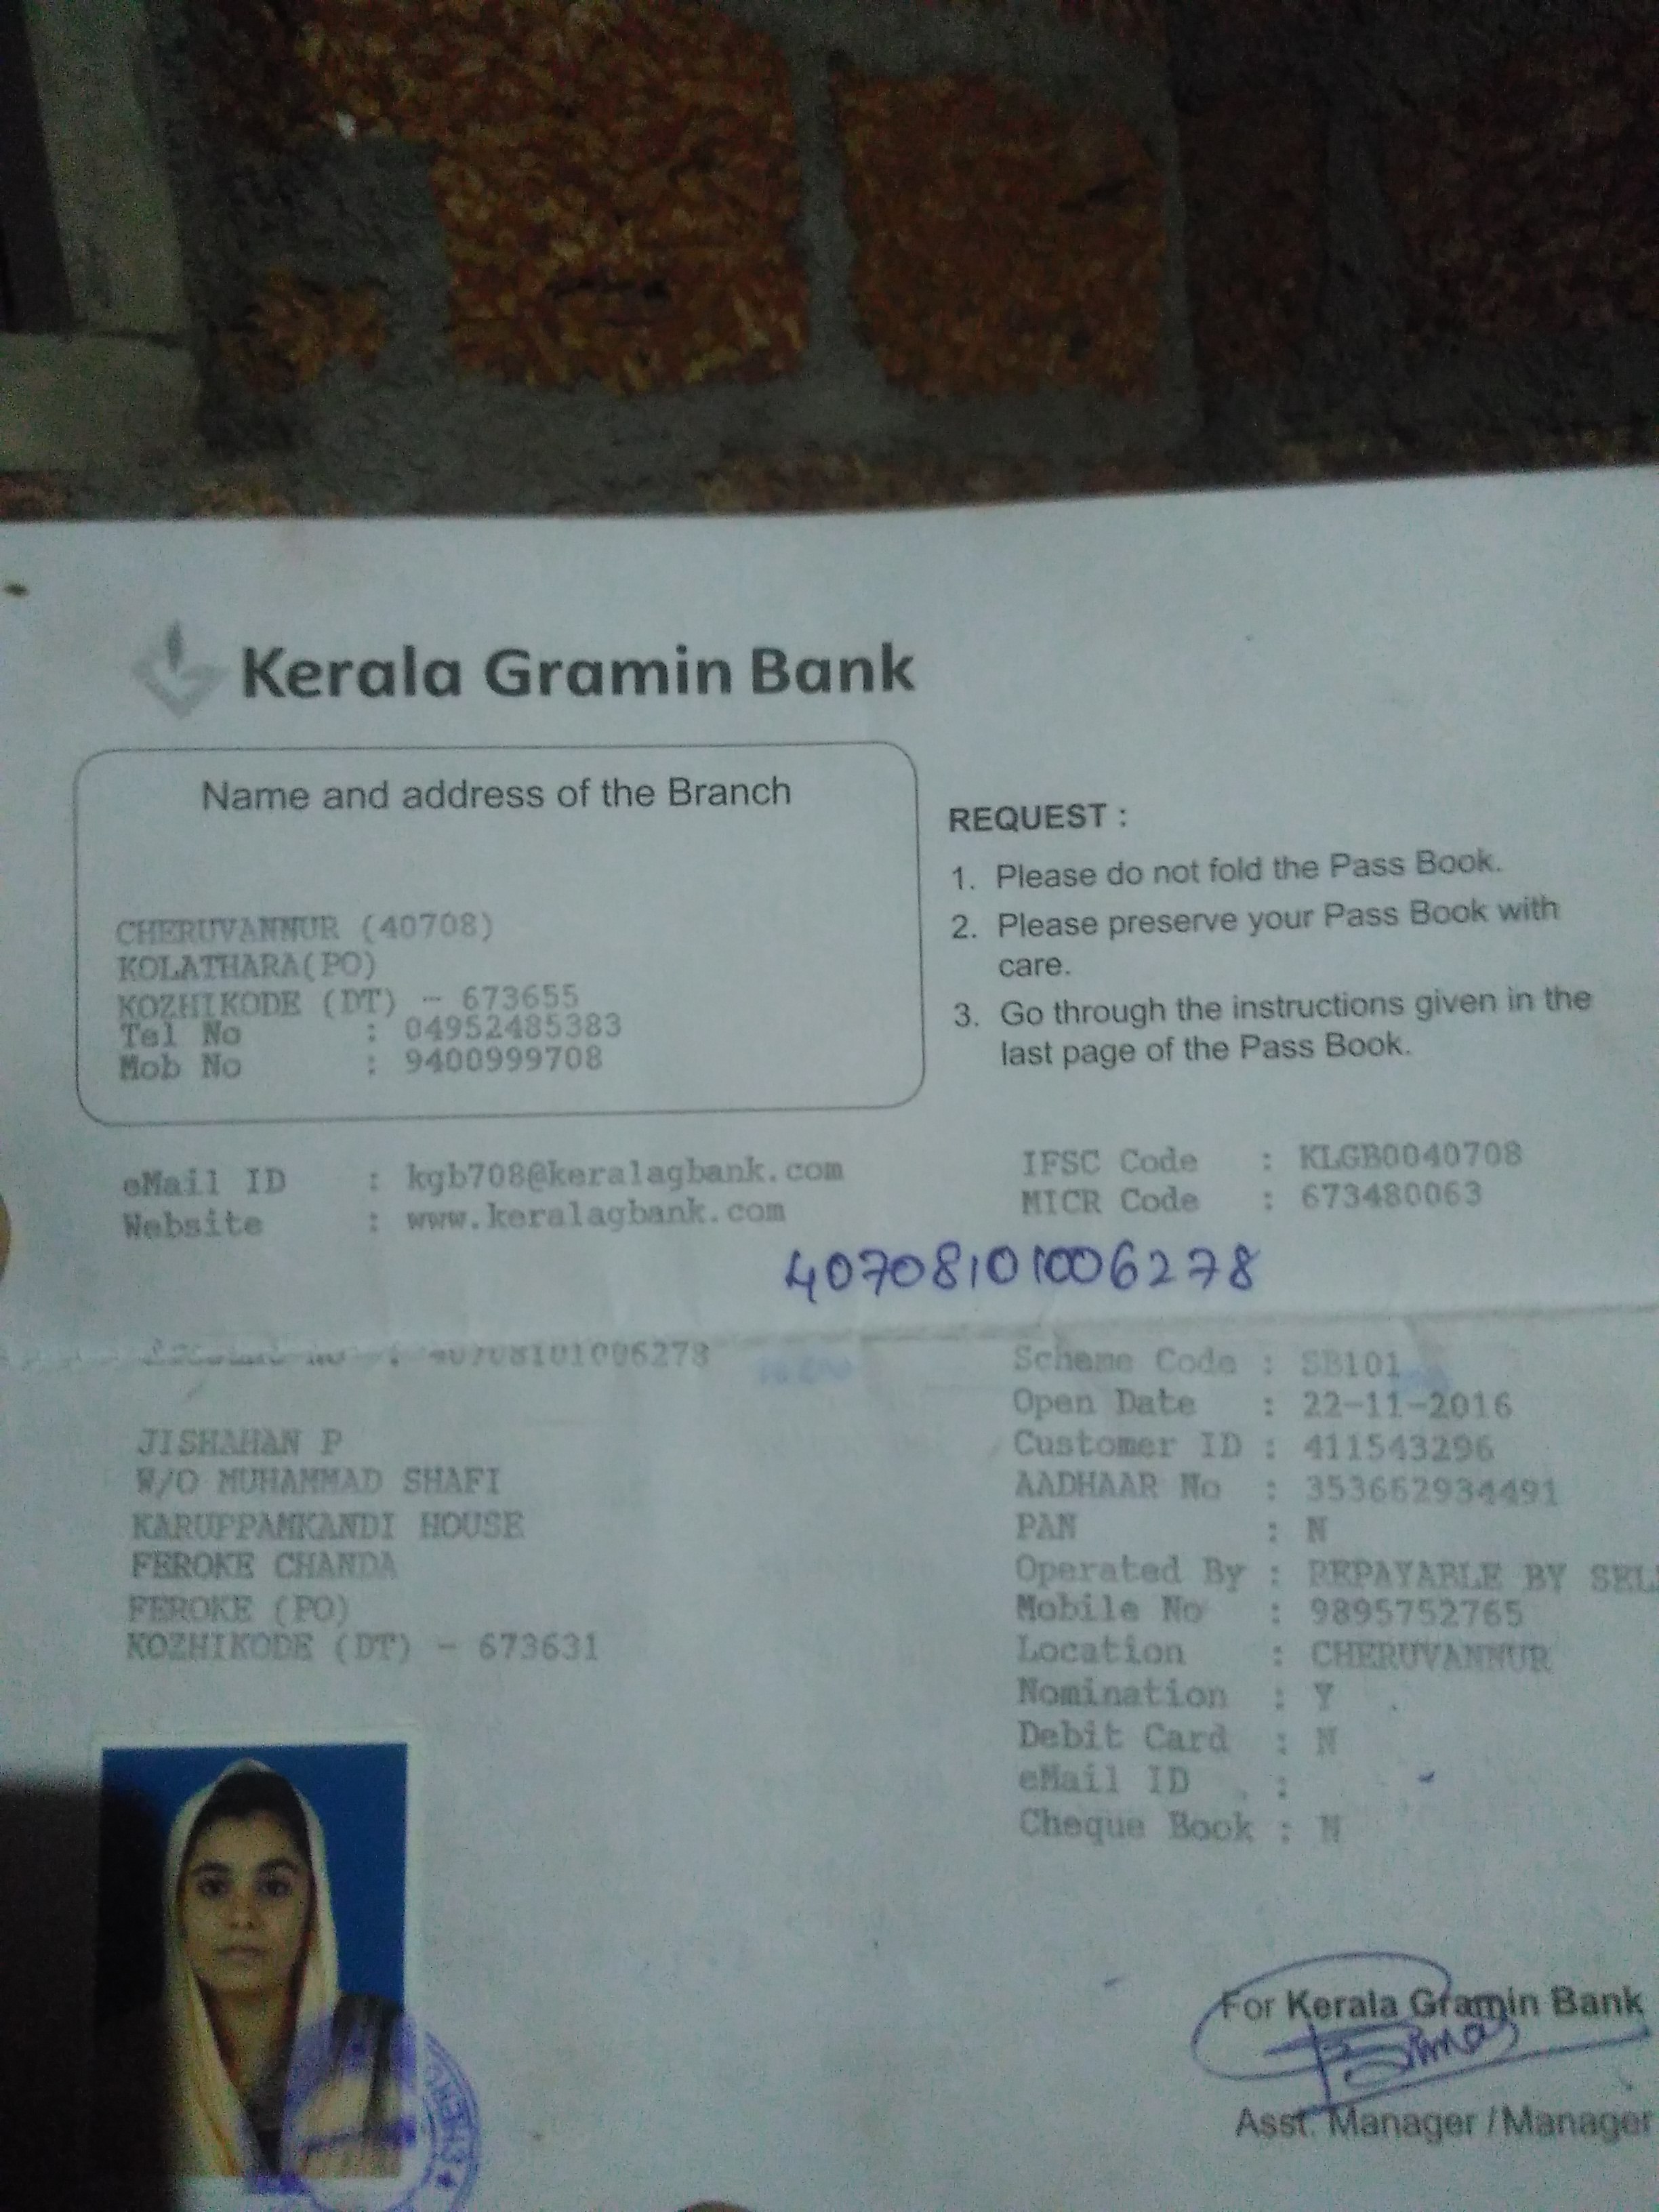 Kerala Gramin Bank
Name and address of the Branch
CHERUVANNUR (40708)
KOLATHARA(PO)
KOZHIKODE (DT) - 673655
Tel No : 04952485383
Mob No : 9400999708
REQUEST :
1. Please do not fold the Pass Book.
2. Please preserve your Pass Book with
care.
3. Go through the instructions given in the
last page of the Pass Book.
eMail ID : kgb708@keralagbank.com
Website : www.keralagbank.com
IFSC Code : KLGB0040708
MICR Code : 673480063
40708101006278
: 40708101006278
JISHAHAN P
W/O MUHAMMAD SHAFI
KARUPPAMKANDI HOUSE
FEROKE CHANDA
FEROKE (PO)
KOZHIKODE (DT) - 673631
Scheme Code : SB101
Open Date : 22-11-2016
Customer ID : 411543296
AADHAAR No : 353662934491
PAN : N
Operated By : REPAYABLE BY SEL
Mobile No : 9895752765
Location : CHERUVANNUR
Nomination : Y
Debit Card : N
eMail ID :
Cheque Book : N
For Kerala Gramin Bank
Asst. Manager / Manager